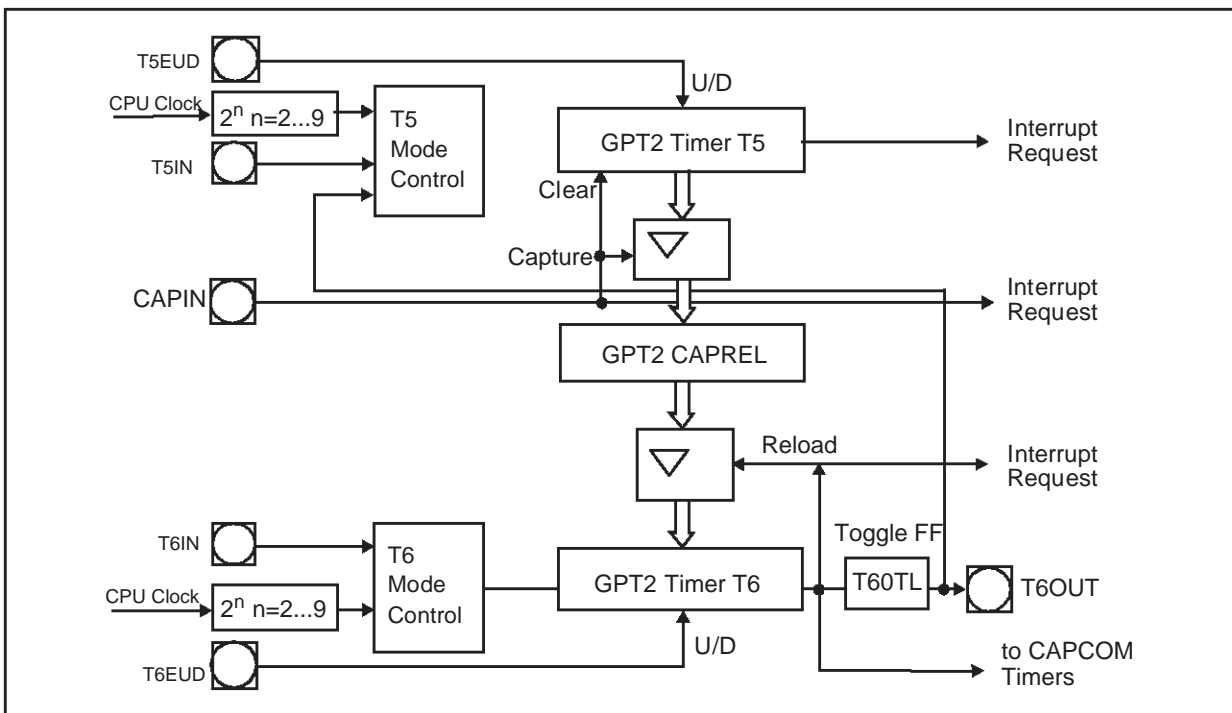 T5EUD
U/D
CPU Clock
2ⁿ n=2...9
T5
Mode
Control
GPT2 Timer T5
Interrupt
Request
T5IN
Clear
Capture
CAPIN
Interrupt
Request
GPT2 CAPREL
Reload
Interrupt
Request
T6IN
T6
Mode
Control
Toggle FF
GPT2 Timer T6
T60TL
T6OUT
CPU Clock
2ⁿ n=2...9
U/D
T6EUD
to CAPCOM
Timers